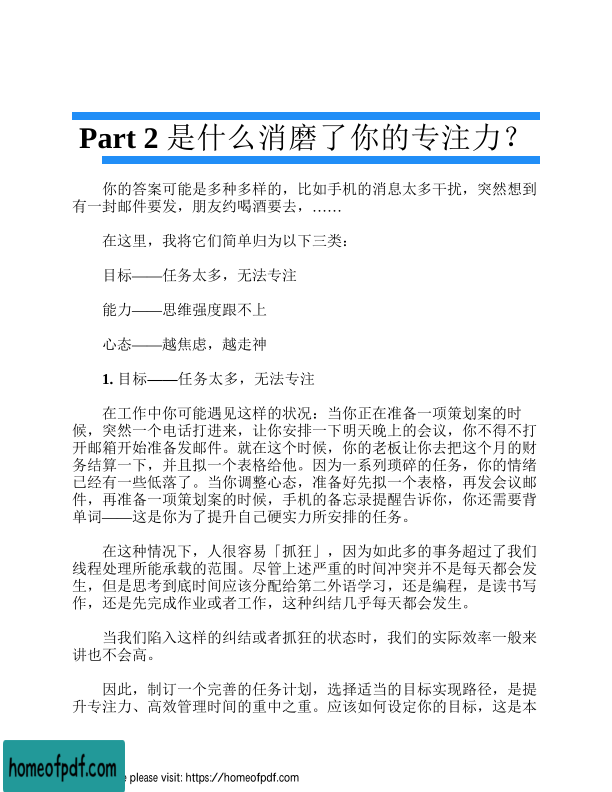 Part 2 是什么消磨了你的专注力？
你的答案可能是多种多样的，比如手机的消息太多干扰，突然想到
有一封邮件要发，朋友约喝酒要去，……
在这里，我将它们简单归为以下三类：
目标——任务太多，无法专注
能力——思维强度跟不上
心态——越焦虑，越走神
1. 目标——任务太多，无法专注
在工作中你可能遇见这样的状况：当你正在准备一项策划案的时
候，突然一个电话打进来，让你安排一下明天晚上的会议，你不得不打
开邮箱开始准备发邮件。就在这个时候，你的老板让你去把这个月的财
务结算一下，并且拟一个表格给他。因为一系列琐碎的任务，你的情绪
已经有一些低落了。当你调整心态，准备好先拟一个表格，再发会议邮
件，再准备一项策划案的时候，手机的备忘录提醒告诉你，你还需要背
单词——这是你为了提升自己硬实力所安排的任务。
在这种情况下，人很容易「抓狂」，因为如此多的事务超过了我们
线程处理所能承载的范围。尽管上述严重的时间冲突并不是每天都会发
生，但是思考到底时间应该分配给第二外语学习，还是编程，是读书写
作，还是先完成作业或者工作，这种纠结几乎每天都会发生。
当我们陷入这样的纠结或者抓狂的状态时，我们的实际效率一般来
讲也不会高。
因此，制订一个完善的任务计划，选择适当的目标实现路径，是提
升专注力、高效管理时间的重中之重。应该如何设定你的目标，这是本
homeofpdf.com
please visit: https://homeofpdf.com